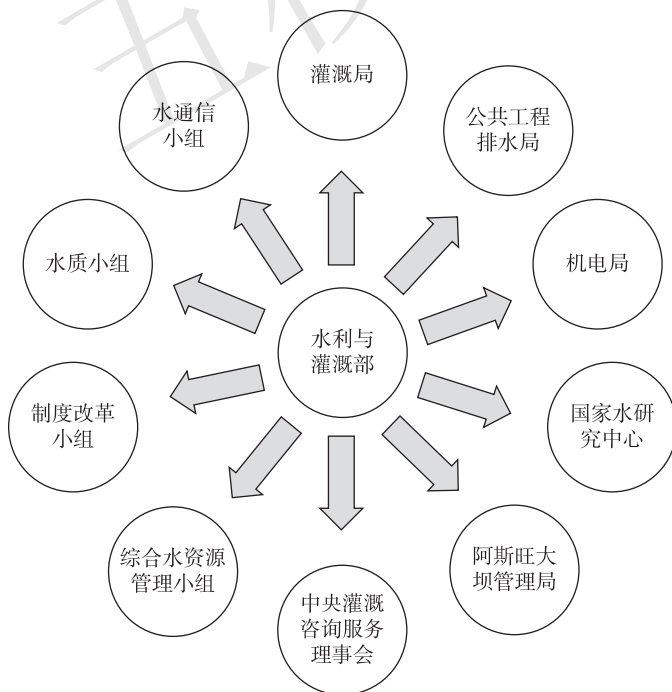 灌溉局
公共工程
排水局
机电局
国家水研
究中心
阿斯旺大
坝管理局
中央灌溉
咨询服务
理事会
综合水资源
管理小组
制度改革
小组
水质小组
水通信
小组
水利与
灌溉部